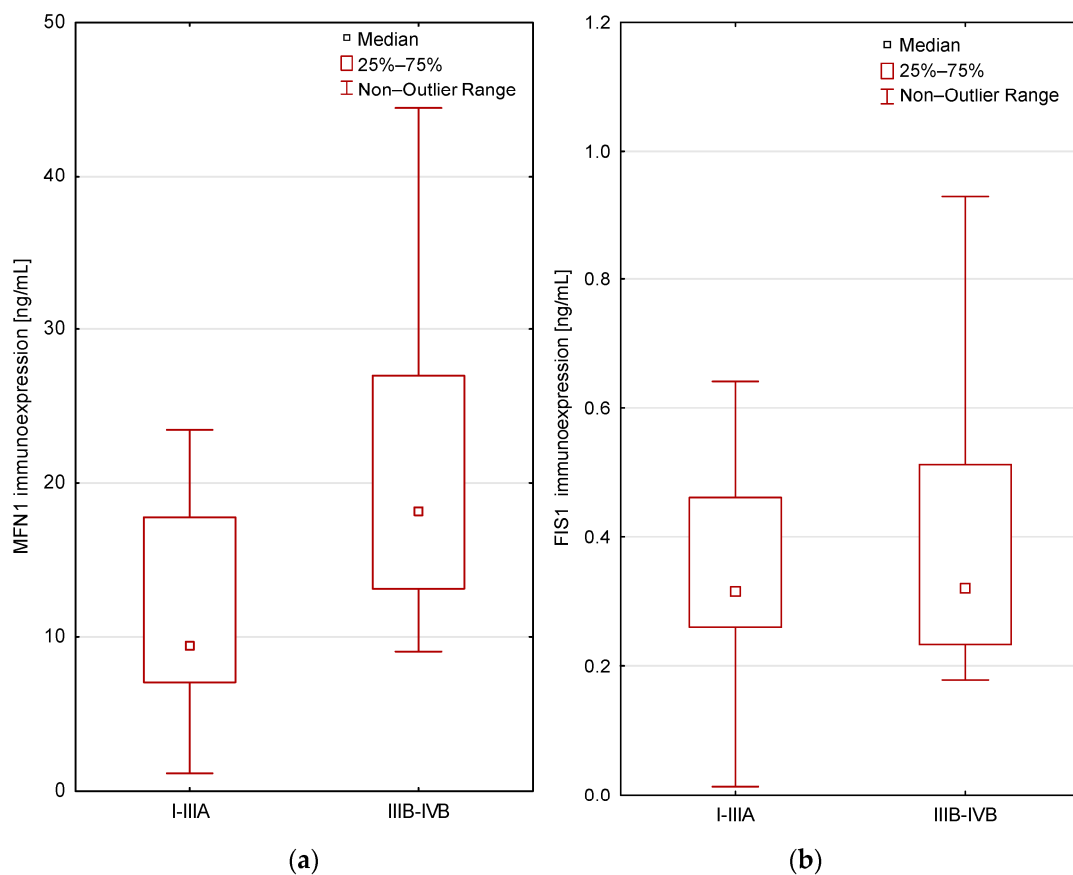 MFN1 immunoexpression [ng/mL]
50
40
30
20
10
0
Median
25%–75%
Non–Outlier Range
I-IIIA
IIIB-IVB
(a)
FIS1 immunoexpression [ng/mL]
1.2
1.0
0.8
0.6
0.4
0.2
0.0
Median
25%–75%
Non–Outlier Range
I-IIIA
IIIB-IVB
(b)